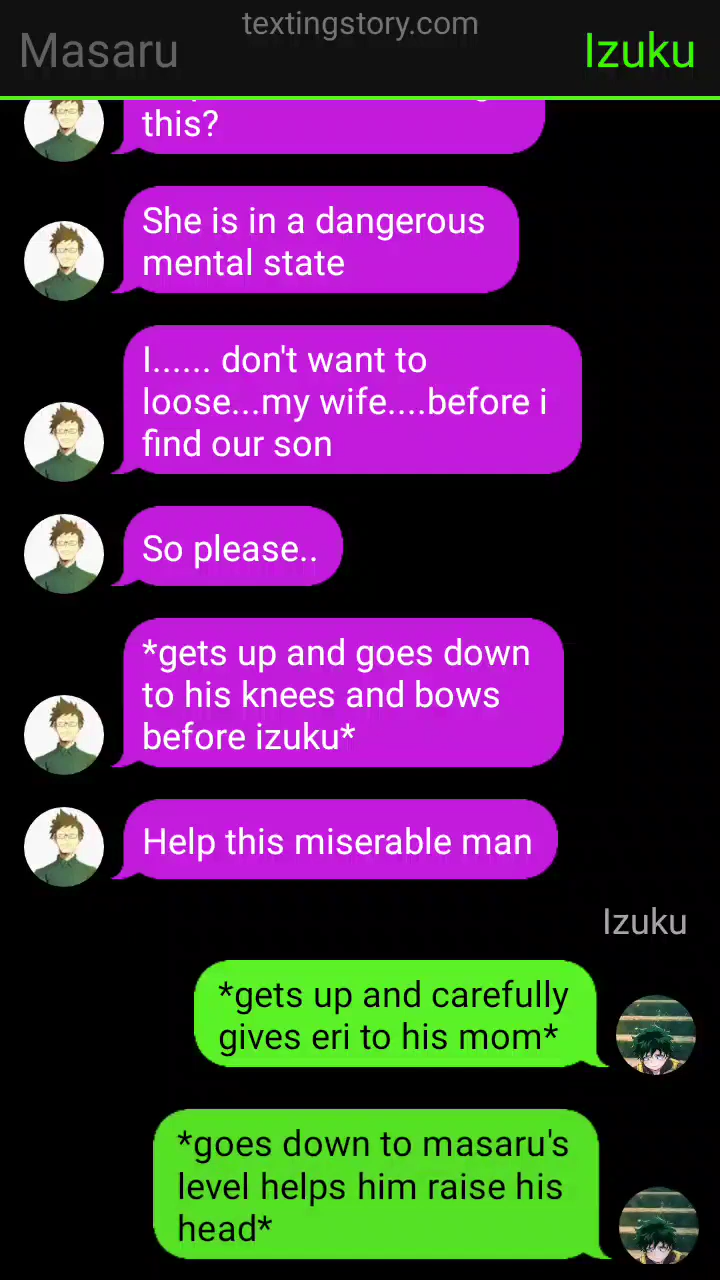 textingstory.com
Masaru
Izuku
this?
She is in a dangerous
mental state
I...... don't want to
loose...my wife....before i
find our son
So please..
*gets up and goes down
to his knees and bows
before izuku*
Help this miserable man
Izuku
*gets up and carefully
gives eri to his mom*
*goes down to masaru's
level helps him raise his
head*